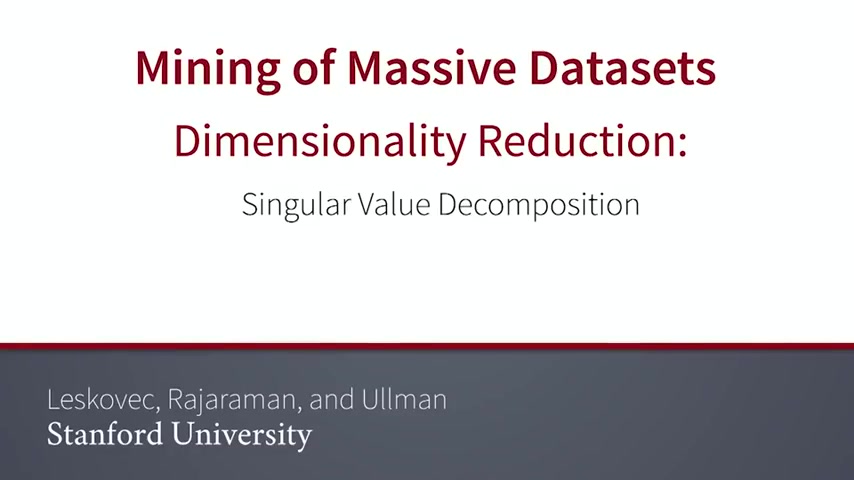 Mining of Massive Datasets
Dimensionality Reduction:
Singular Value Decomposition
Leskovec, Rajaraman, and Ullman
Stanford University